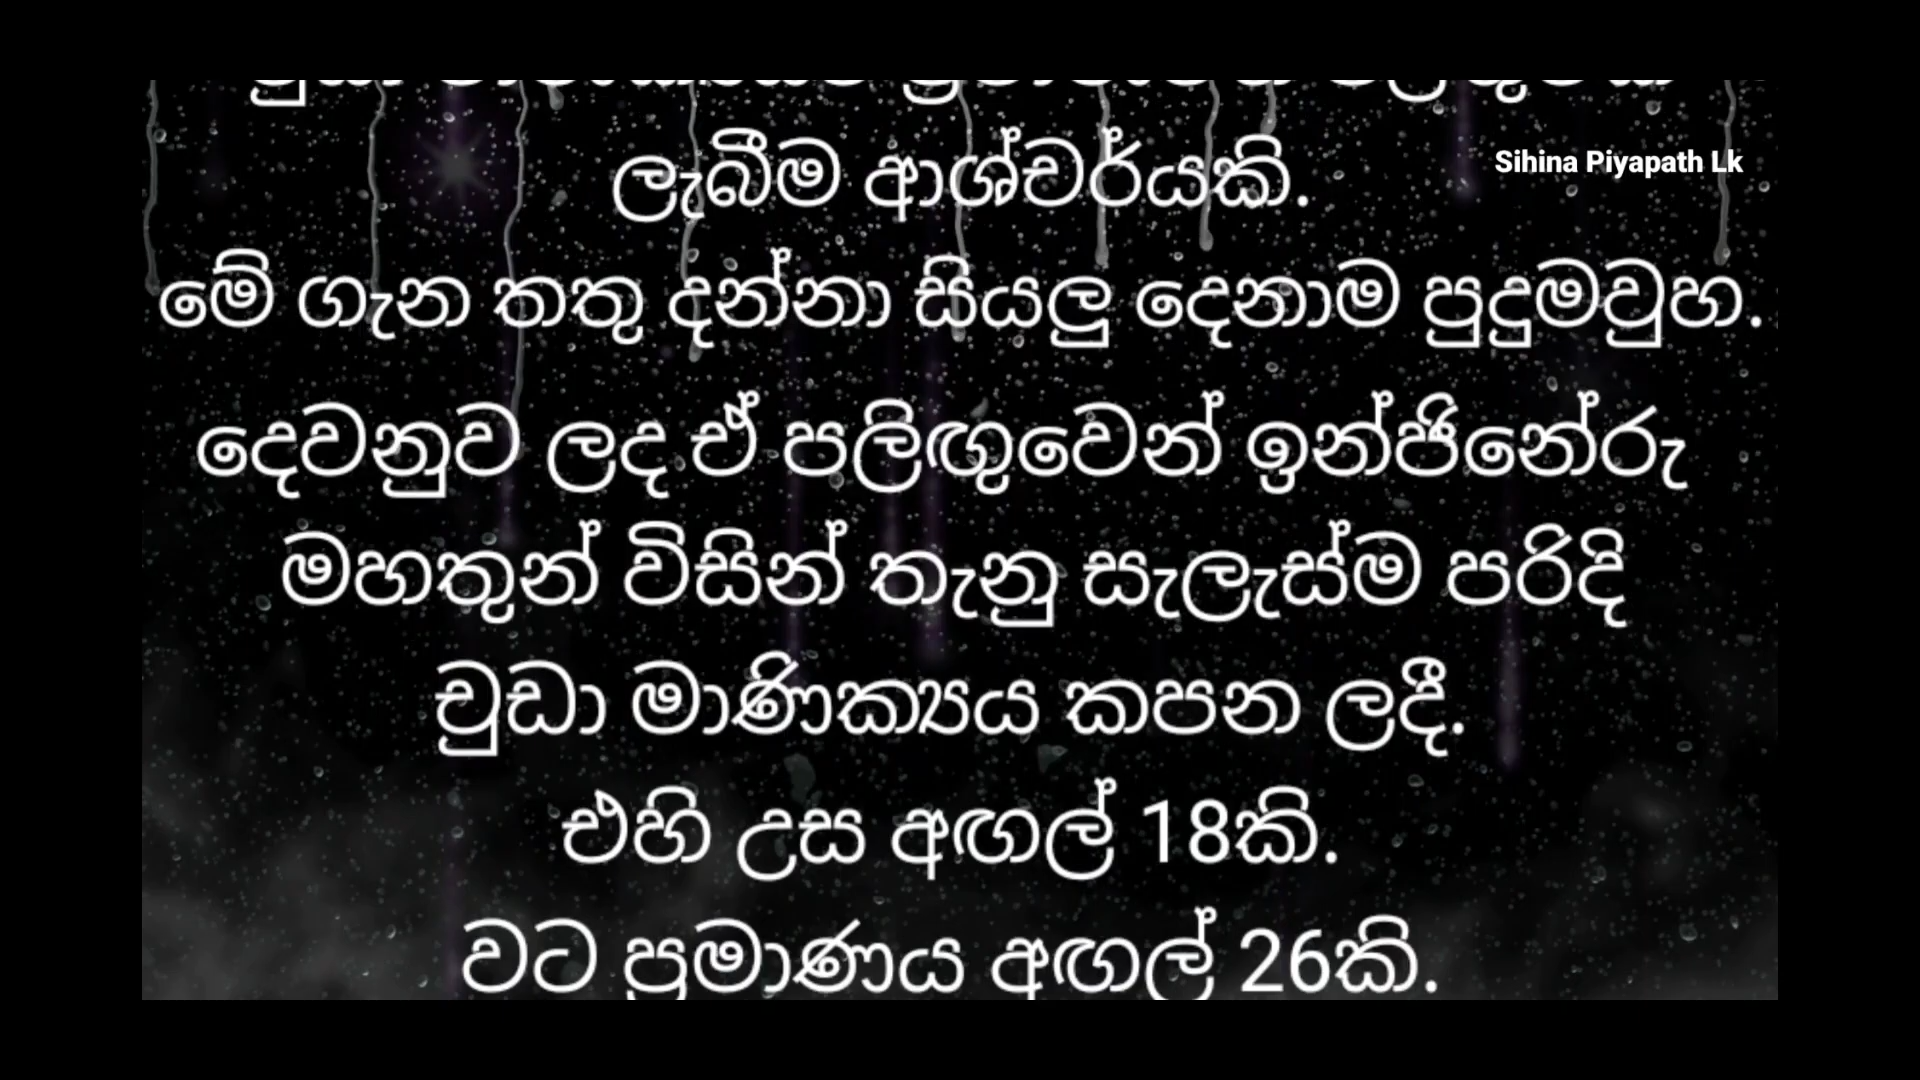 ලැබීම ආශ්චර්යකි.
Sihina Piyapath Lk
මේ ගැන තතු දන්නා සියලු දෙනාම පුදුමවුහ.
දෙවනුව ලද ඒ පලිඟුවෙන් ඉන්ජිනේරු
මහතුන් විසින් තැනු සැලැස්ම පරිදි
චුඩා මාණික්‍යය කපන ලදී.
එහි උස අඟල් 18කි.
වට ප්‍රමාණය අඟල් 26කි.